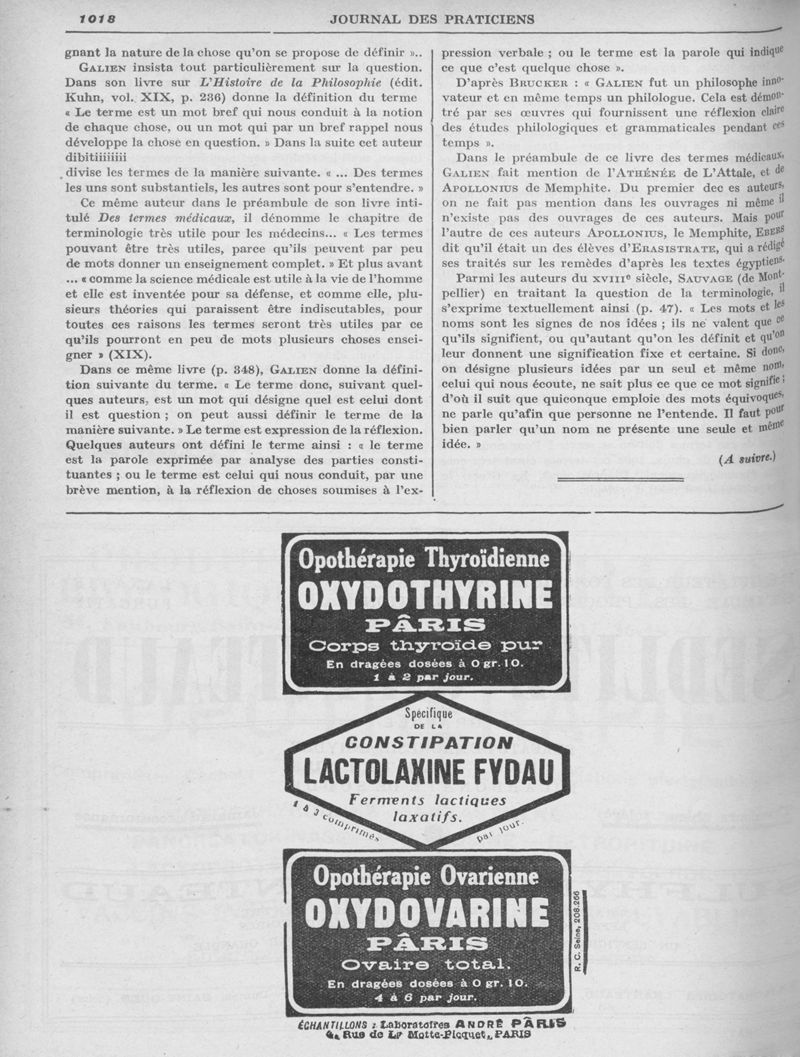 1018
JOURNAL DES PRATICIENS
gnant la nature de la chose qu'on se propose de définir »..
GALIEN insista tout particulièrement sur la question.
Dans son livre sur L'Histoire de la Philosophie (édit.
Kuhn, vol. XIX, p. 236) donne la définition du terme
« Le terme est un mot bref qui nous conduit à la notion
de chaque chose, ou un mot qui par un bref rappel nous
développe la chose en question. » Dans la suite cet auteur
dibitiiiiiii
divise les termes de la manière suivante. « ... Des termes
les uns sont substantiels, les autres sont pour s'entendre. »
Ce même auteur dans le préambule de son livre inti-
tulé Des termes médicaux, il dénomme le chapitre de
terminologie très utile pour les médecins... « Les termes
pouvant être très utiles, parce qu'ils peuvent par peu
de mots donner un enseignement complet. » Et plus avant
... « comme la science médicale est utile à la vie de l'homme
et elle est inventée pour sa défense, et comme elle, plu-
sieurs théories qui paraissent être indiscutables, pour
toutes ces raisons les termes seront très utiles par ce
qu'ils pourront en peu de mots plusieurs choses ensei-
gner » (XIX).
Dans ce même livre (p. 348), GALIEN donne la défini-
tion suivante du terme. « Le terme donc, suivant quel-
ques auteurs, est un mot qui désigne quel est celui dont
il est question ; on peut aussi définir le terme de la
manière suivante. » Le terme est expression de la réflexion.
Quelques auteurs ont défini le terme ainsi : « le terme
est la parole exprimée par analyse des parties consti-
tuantes ; ou le terme est celui qui nous conduit, par une
brève mention, à la réflexion de choses soumises à l'ex-
pression verbale ; ou le terme est la parole qui indique
ce que c'est quelque chose ».
D'après BRUCKER : « GALIEN fut un philosophe inno-
vateur et en même temps un philologue. Cela est démon-
tré par ses œuvres qui fournissent une réflexion claire
des études philologiques et grammaticales pendant ces
temps ».
Dans le préambule de ce livre des termes médicaux,
GALIEN fait mention de l'ATHÉNÉE de L'Attale, et de
APOLLONIUS de Memphite. Du premier dec es auteurs,
on ne fait pas mention dans les ouvrages ni même il
n'existe pas des ouvrages de ces auteurs. Mais pour
l'autre de ces auteurs APOLLONIUS, le Memphite, EBERS
dit qu'il était un des élèves d'ERASISTRATE, qui a rédigé
ses traités sur les remèdes d'après les textes égyptiens.
Parmi les auteurs du XVIIIe siècle, SAUVAGE (de Mont-
pellier) en traitant la question de la terminologie, il
s'exprime textuellement ainsi (p. 47). « Les mots et les
noms sont les signes de nos idées ; ils ne valent que ce
qu'ils signifient, ou qu'autant qu'on les définit et qu'on
leur donnent une signification fixe et certaine. Si donc,
on désigne plusieurs idées par un seul et même nom,
celui qui nous écoute, ne sait plus ce que ce mot signifie ;
d'où il suit que quiconque emploie des mots équivoques,
ne parle qu'afin que personne ne l'entende. Il faut pour
bien parler qu'un nom ne présente une seule et même
idée. »
(A suivre.)
Opothérapie Thyroïdienne
OXYDOTHYRINE
PÂRIS
Corps thyroïde pur
En dragées dosées à 0 gr. 10.
1 à 2 par jour.
Spécifique
DE LA
CONSTIPATION
LACTOLAXINE FYDAU
Ferments lactiques
laxatifs.
1 à 3 comprimés
par jour.
Opothérapie Ovarienne
OXYDOVARINE
PÂRIS
Ovaire total.
En dragées dosées à 0 gr. 10.
4 à 6 par jour.
R. C. Seine, 208.266
ÉCHANTILLONS : Laboratoires ANDRÉ PÂRIS
4, Rue de La Motte-Picquet, PARIS